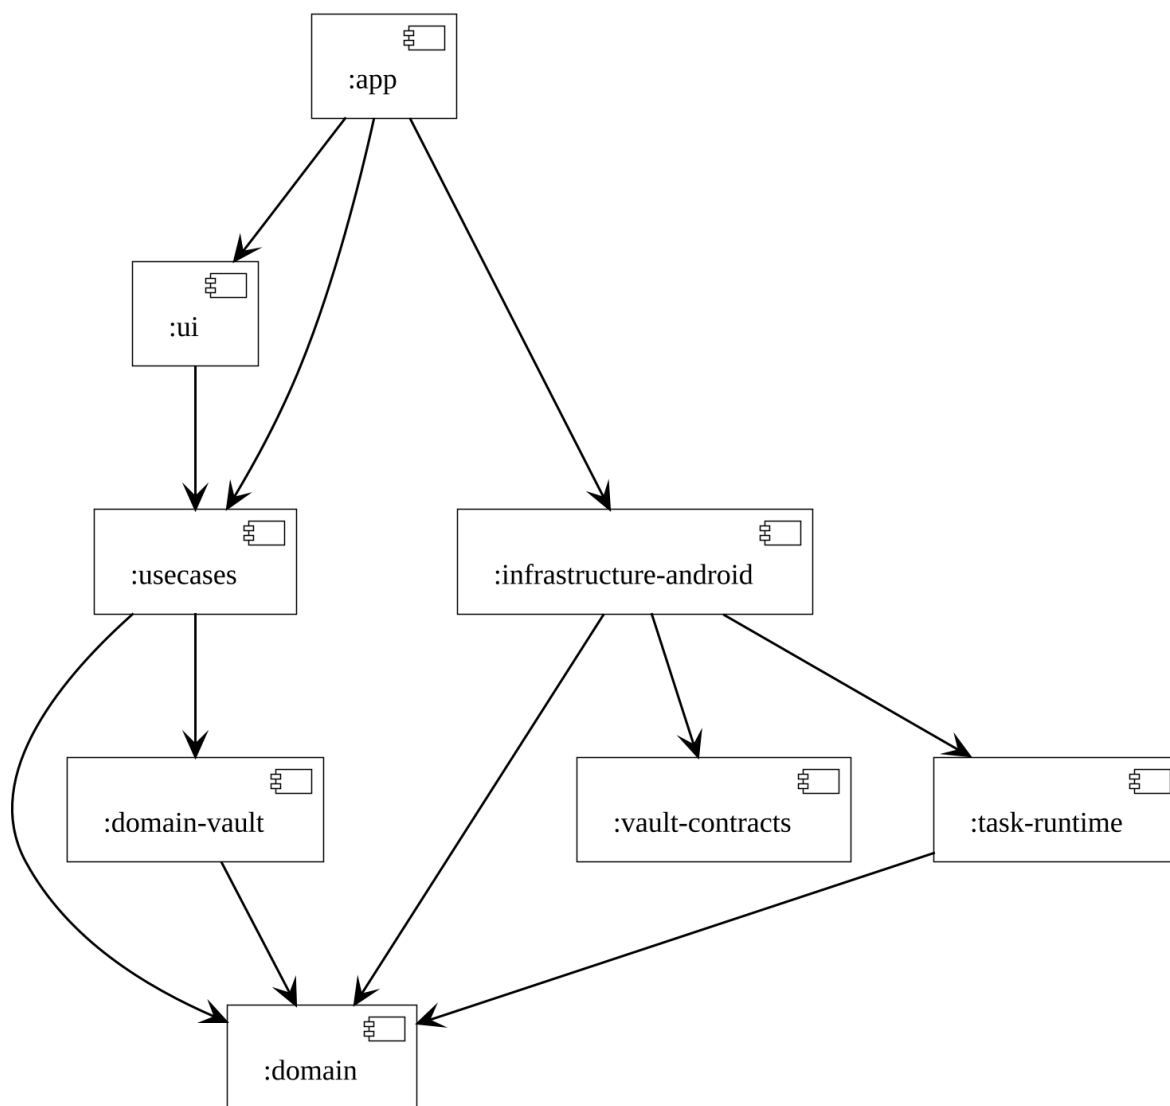 :app
:ui
:usecases
:infrastructure-android
:domain-vault
:vault-contracts
:task-runtime
:domain